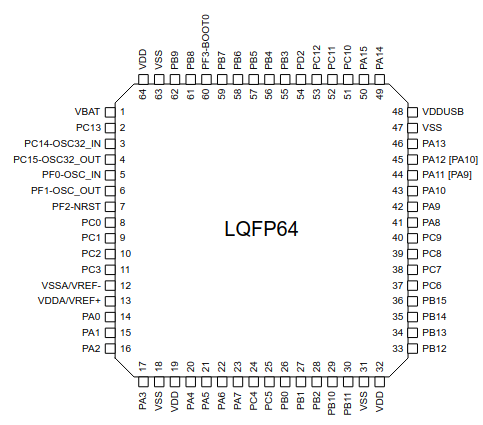 VDD VSS PB9 PB8 PF3-BOOT0 PB7 PB6 PB5 PB4 PB3 PD2 PC12 PC11 PC10 PA15 PA14
64 63 62 61 60 59 58 57 56 55 54 53 52 51 50 49
VBAT 1 48 VDDUSB
PC13 2 47 VSS
PC14-OSC32_IN 3 46 PA13
PC15-OSC32_OUT 4 45 PA12 [PA10]
PF0-OSC_IN 5 44 PA11 [PA9]
PF1-OSC_OUT 6 43 PA10
PF2-NRST 7 42 PA9
PC0 8 41 PA8
LQFP64
PC1 9 40 PC9
PC2 10 39 PC8
PC3 11 38 PC7
VSSA/VREF- 12 37 PC6
VDDA/VREF+ 13 36 PB15
PA0 14 35 PB14
PA1 15 34 PB13
PA2 16 33 PB12
17 18 19 20 21 22 23 24 25 26 27 28 29 30 31 32
PA3 VSS VDD PA4 PA5 PA6 PA7 PC4 PC5 PB0 PB1 PB2 PB10 PB11 VSS VDD